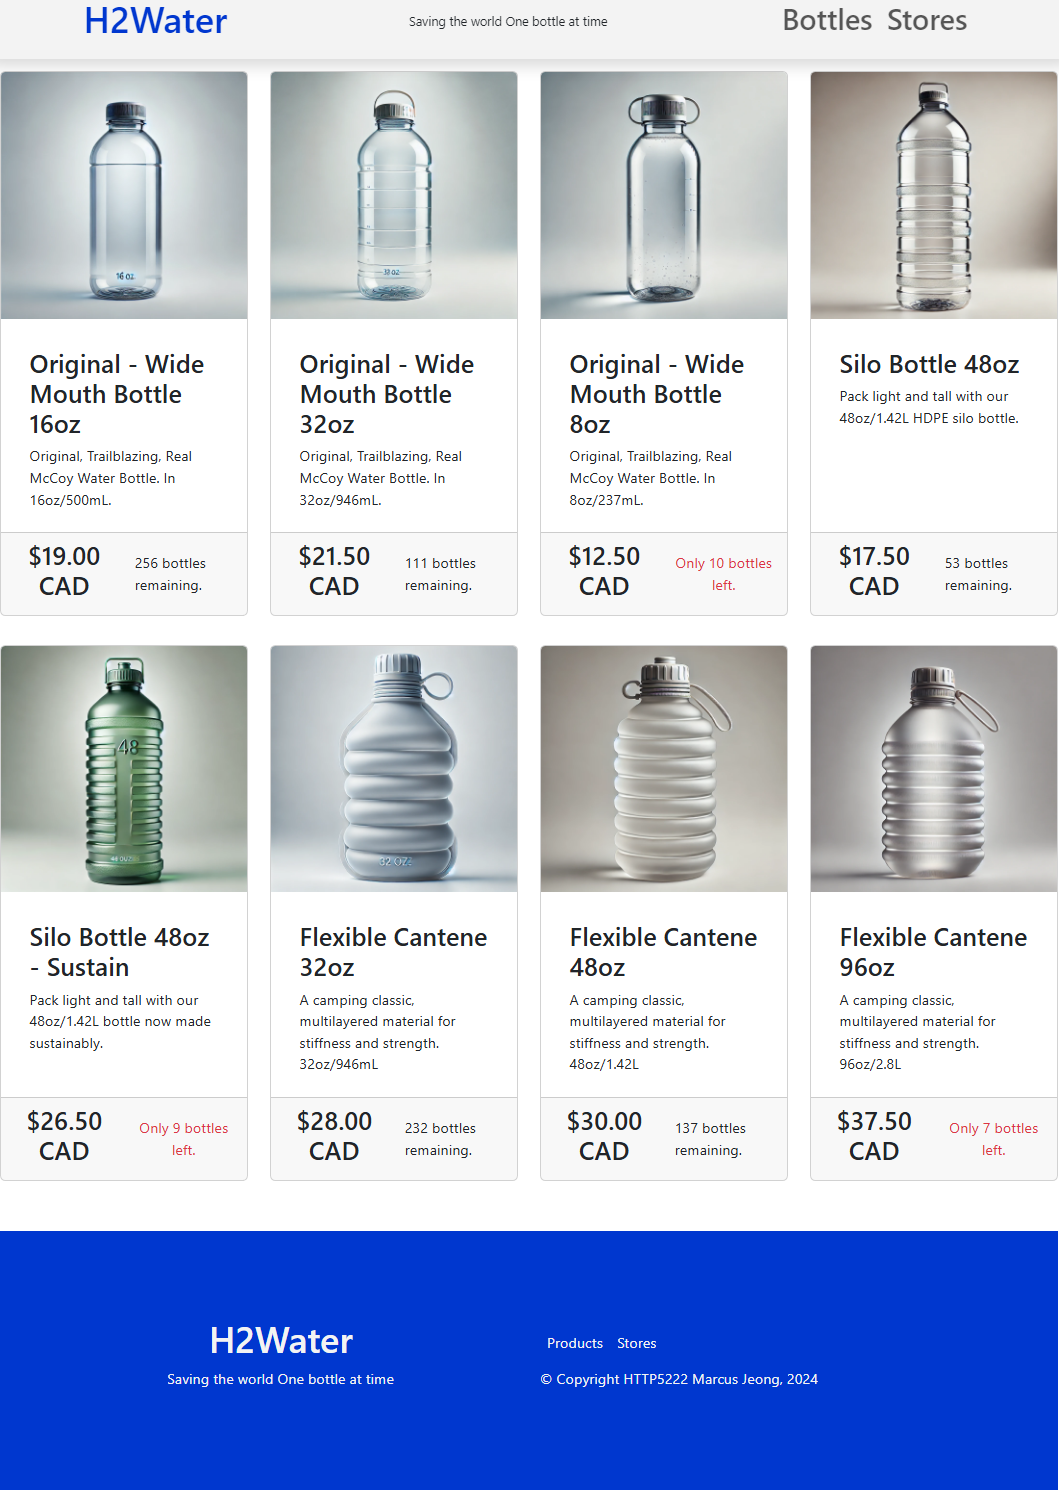 H2Water
Saving the world One bottle at time
Bottles Stores
16 oz
32 OZ
Original - Wide
Mouth Bottle
16oz
Original, Trailblazing, Real
McCoy Water Bottle. In
16oz/500mL.
$19.00
CAD
256 bottles
remaining.
Original - Wide
Mouth Bottle
32oz
Original, Trailblazing, Real
McCoy Water Bottle. In
32oz/946mL.
$21.50
CAD
111 bottles
remaining.
Original - Wide
Mouth Bottle
8oz
Original, Trailblazing, Real
McCoy Water Bottle. In
8oz/237mL.
$12.50
CAD
Only 10 bottles
left.
Silo Bottle 48oz
Pack light and tall with our
48oz/1.42L HDPE silo bottle.
$17.50
CAD
53 bottles
remaining.
48
32 OZ
Silo Bottle 48oz
- Sustain
Pack light and tall with our
48oz/1.42L bottle now made
sustainably.
$26.50
CAD
Only 9 bottles
left.
Flexible Cantene
32oz
A camping classic,
multilayered material for
stiffness and strength.
32oz/946mL
$28.00
CAD
232 bottles
remaining.
Flexible Cantene
48oz
A camping classic,
multilayered material for
stiffness and strength.
48oz/1.42L
$30.00
CAD
137 bottles
remaining.
Flexible Cantene
96oz
A camping classic,
multilayered material for
stiffness and strength.
96oz/2.8L
$37.50
CAD
Only 7 bottles
left.
H2Water
Saving the world One bottle at time
Products Stores
© Copyright HTTP5222 Marcus Jeong, 2024